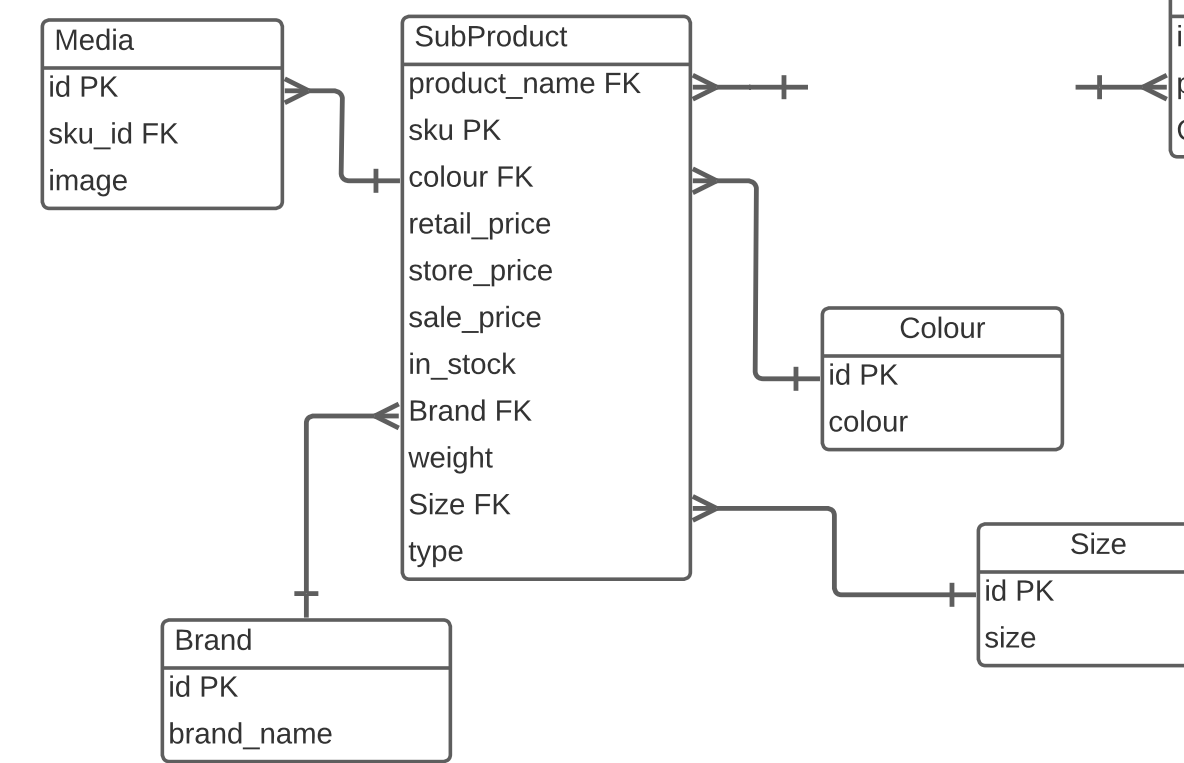 Media
id PK
sku_id FK
image
SubProduct
product_name FK
sku PK
colour FK
retail_price
store_price
sale_price
in_stock
Brand FK
weight
Size FK
type
Colour
id PK
colour
Size
id PK
size
Brand
id PK
brand_name